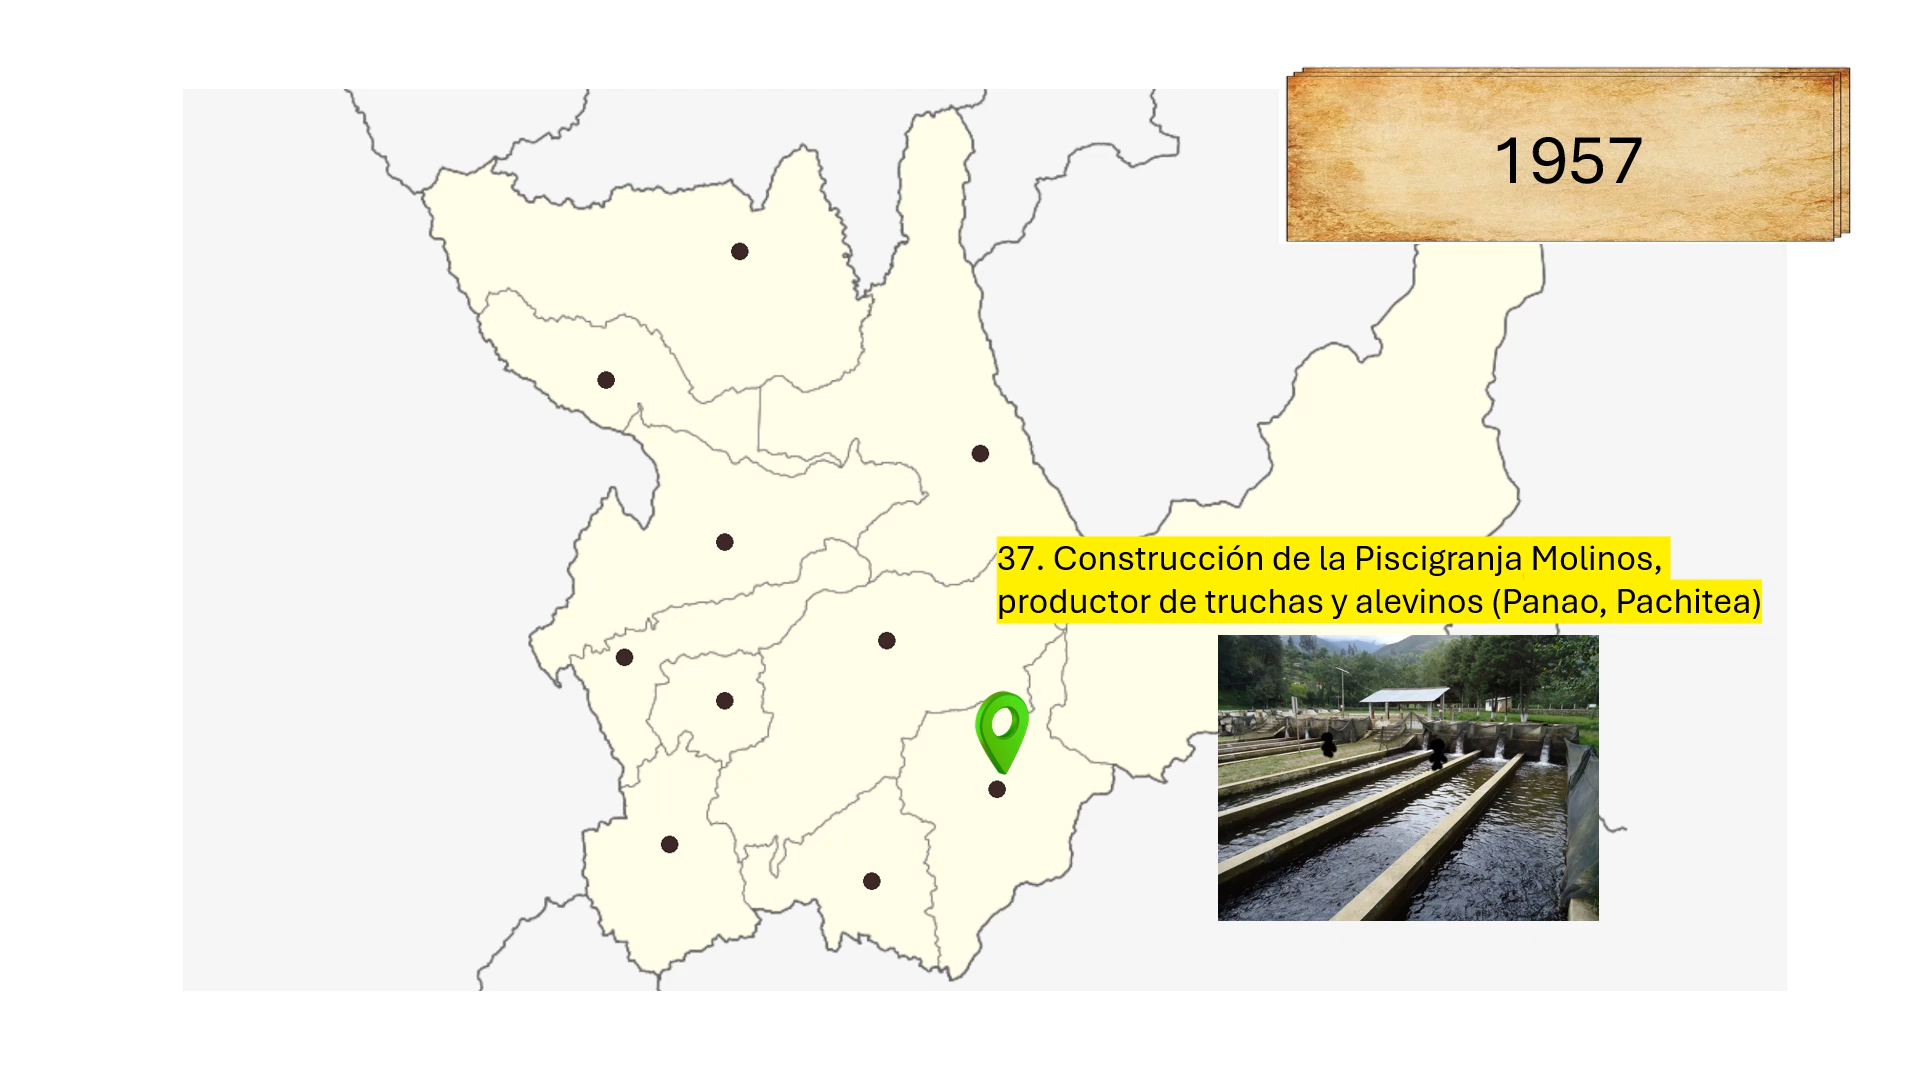 1957
37. Construcción de la Piscigranja Molinos,
productor de truchas y alevinos (Panao, Pachitea)